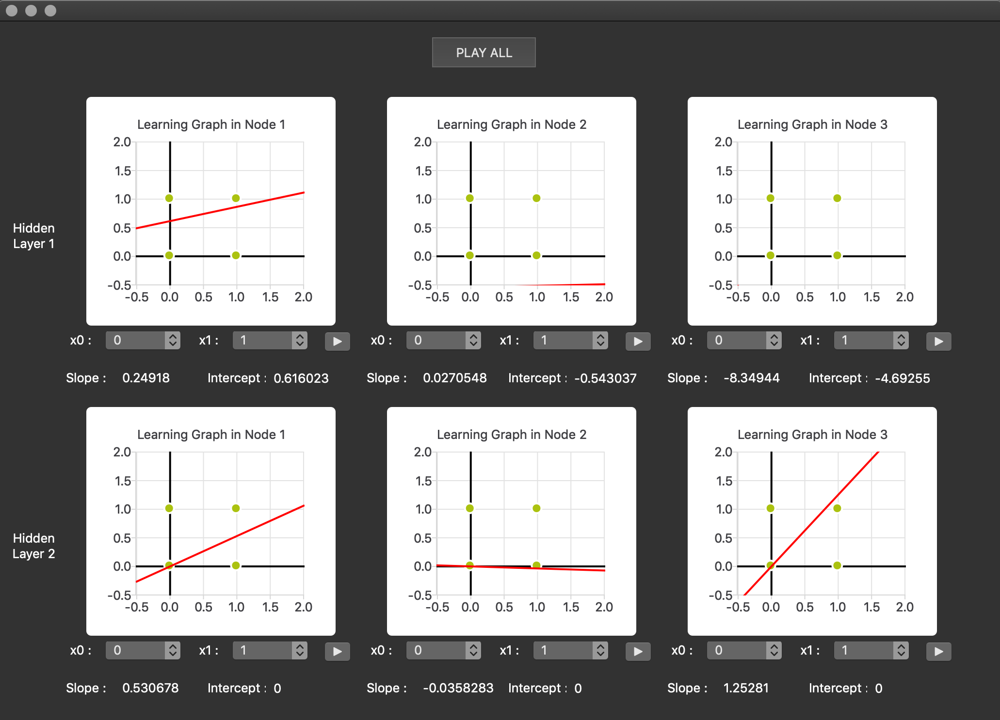 PLAY ALL
Hidden
Layer 1
Learning Graph in Node 1
2.0
1.5
1.0
0.5
0.0
-0.5
-0.5 0.0 0.5 1.0 1.5 2.0
x0 : 0 x1 : 1
Slope : 0.24918 Intercept : 0.616023
Learning Graph in Node 2
2.0
1.5
1.0
0.5
0.0
-0.5
-0.5 0.0 0.5 1.0 1.5 2.0
x0 : 0 x1 : 1
Slope : 0.0270548 Intercept : -0.543037
Learning Graph in Node 3
2.0
1.5
1.0
0.5
0.0
-0.5
-0.5 0.0 0.5 1.0 1.5 2.0
x0 : 0 x1 : 1
Slope : -8.34944 Intercept : -4.69255
Hidden
Layer 2
Learning Graph in Node 1
2.0
1.5
1.0
0.5
0.0
-0.5
-0.5 0.0 0.5 1.0 1.5 2.0
x0 : 0 x1 : 1
Slope : 0.530678 Intercept : 0
Learning Graph in Node 2
2.0
1.5
1.0
0.5
0.0
-0.5
-0.5 0.0 0.5 1.0 1.5 2.0
x0 : 0 x1 : 1
Slope : -0.0358283 Intercept : 0
Learning Graph in Node 3
2.0
1.5
1.0
0.5
0.0
-0.5
-0.5 0.0 0.5 1.0 1.5 2.0
x0 : 0 x1 : 1
Slope : 1.25281 Intercept : 0